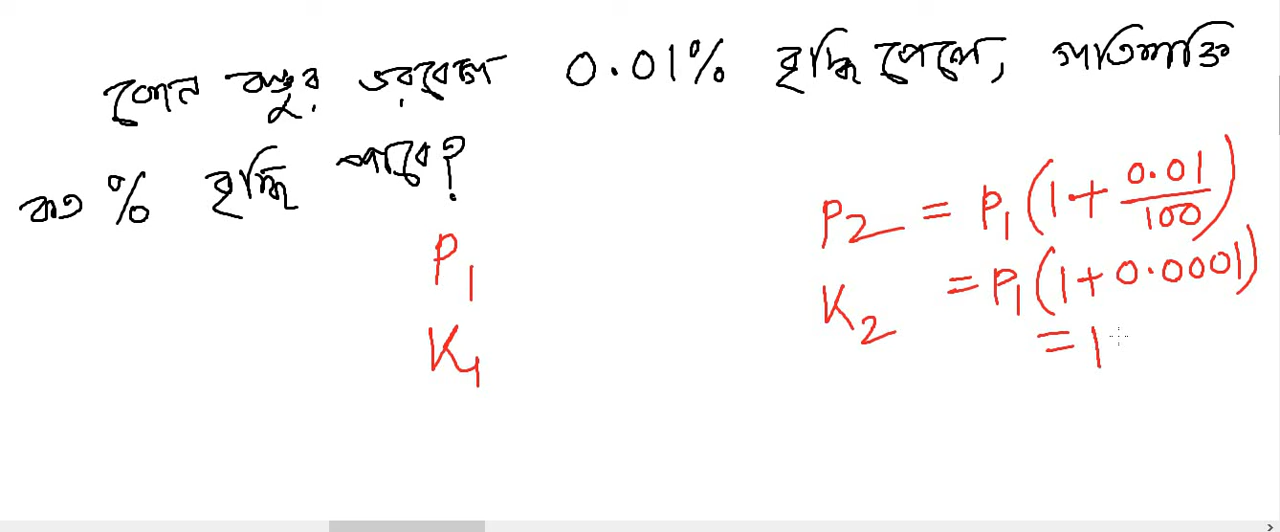 কোন বস্তুর ভরবেগ 0.01% বৃদ্ধি পেলে, গতিশক্তি
কত % বৃদ্ধি পাবে?
P₁
K₁
P₂ = P₁(1 + 0.01/100)
K₂ = P₁(1 + 0.0001)
= 1